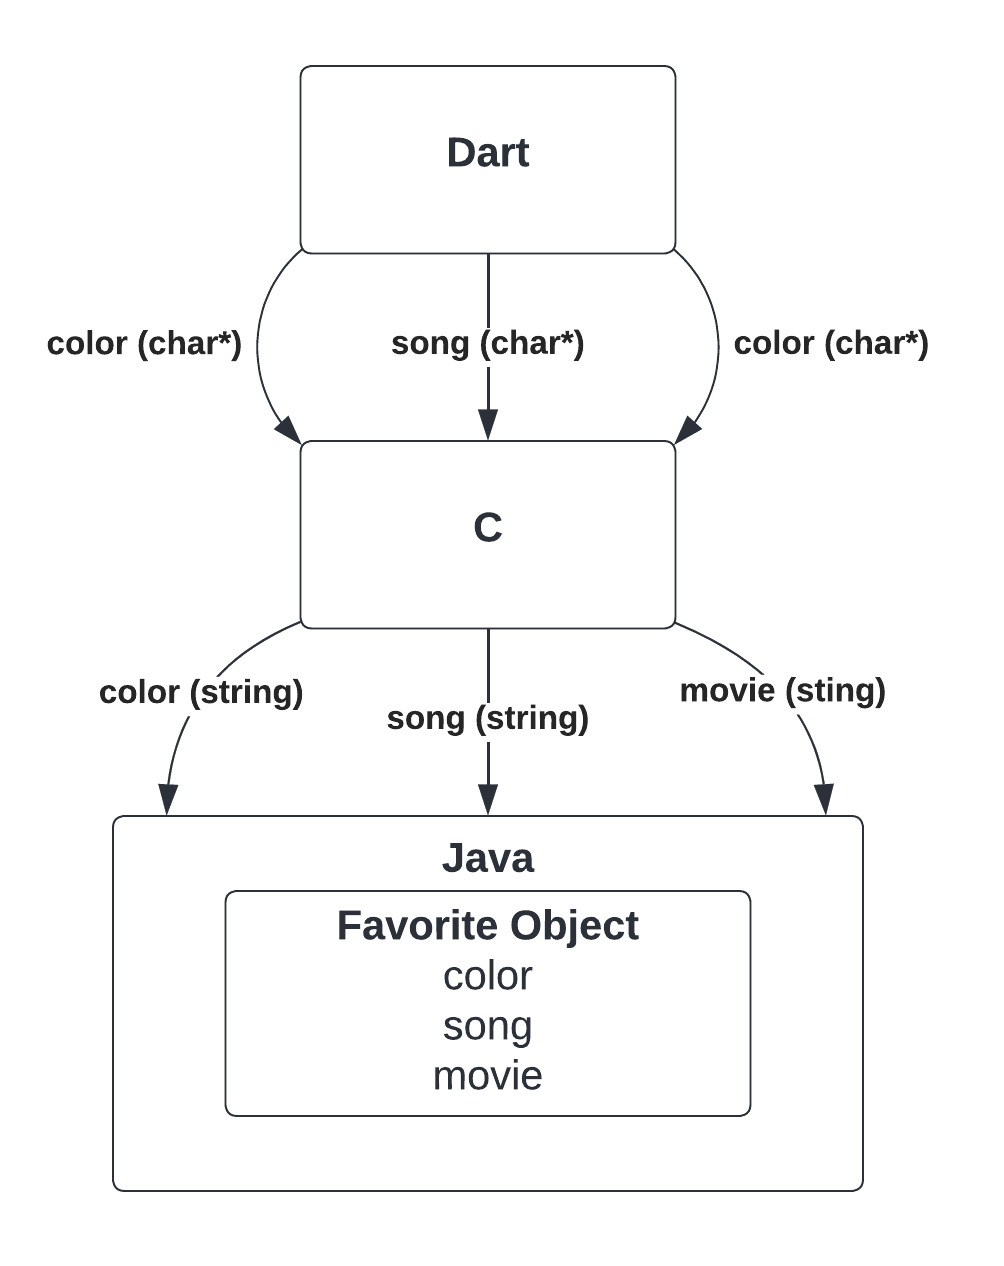 Dart
color (char*)
song (char*)
color (char*)
C
color (string)
song (string)
movie (sting)
Java
Favorite Object
color
song
movie